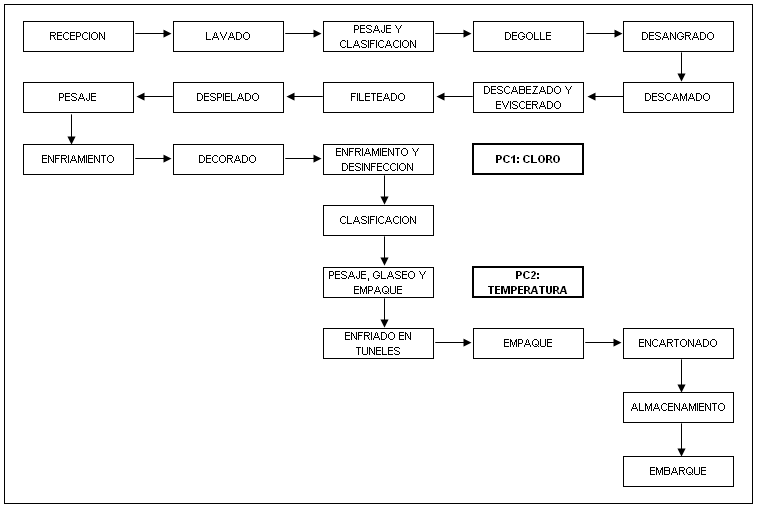 RECEPCION
LAVADO
PESAJE Y
CLASIFICACION
DEGOLLE
DESANGRADO
DESCAMADO
DESCABEZADO Y
EVISCERADO
FILETEADO
DESPIELADO
PESAJE
ENFRIAMIENTO
DECORADO
ENFRIAMIENTO Y
DESINFECCION
PC1: CLORO
CLASIFICACION
PESAJE, GLASEO Y
EMPAQUE
PC2:
TEMPERATURA
ENFRIADO EN
TUNELES
EMPAQUE
ENCARTONADO
ALMACENAMIENTO
EMBARQUE